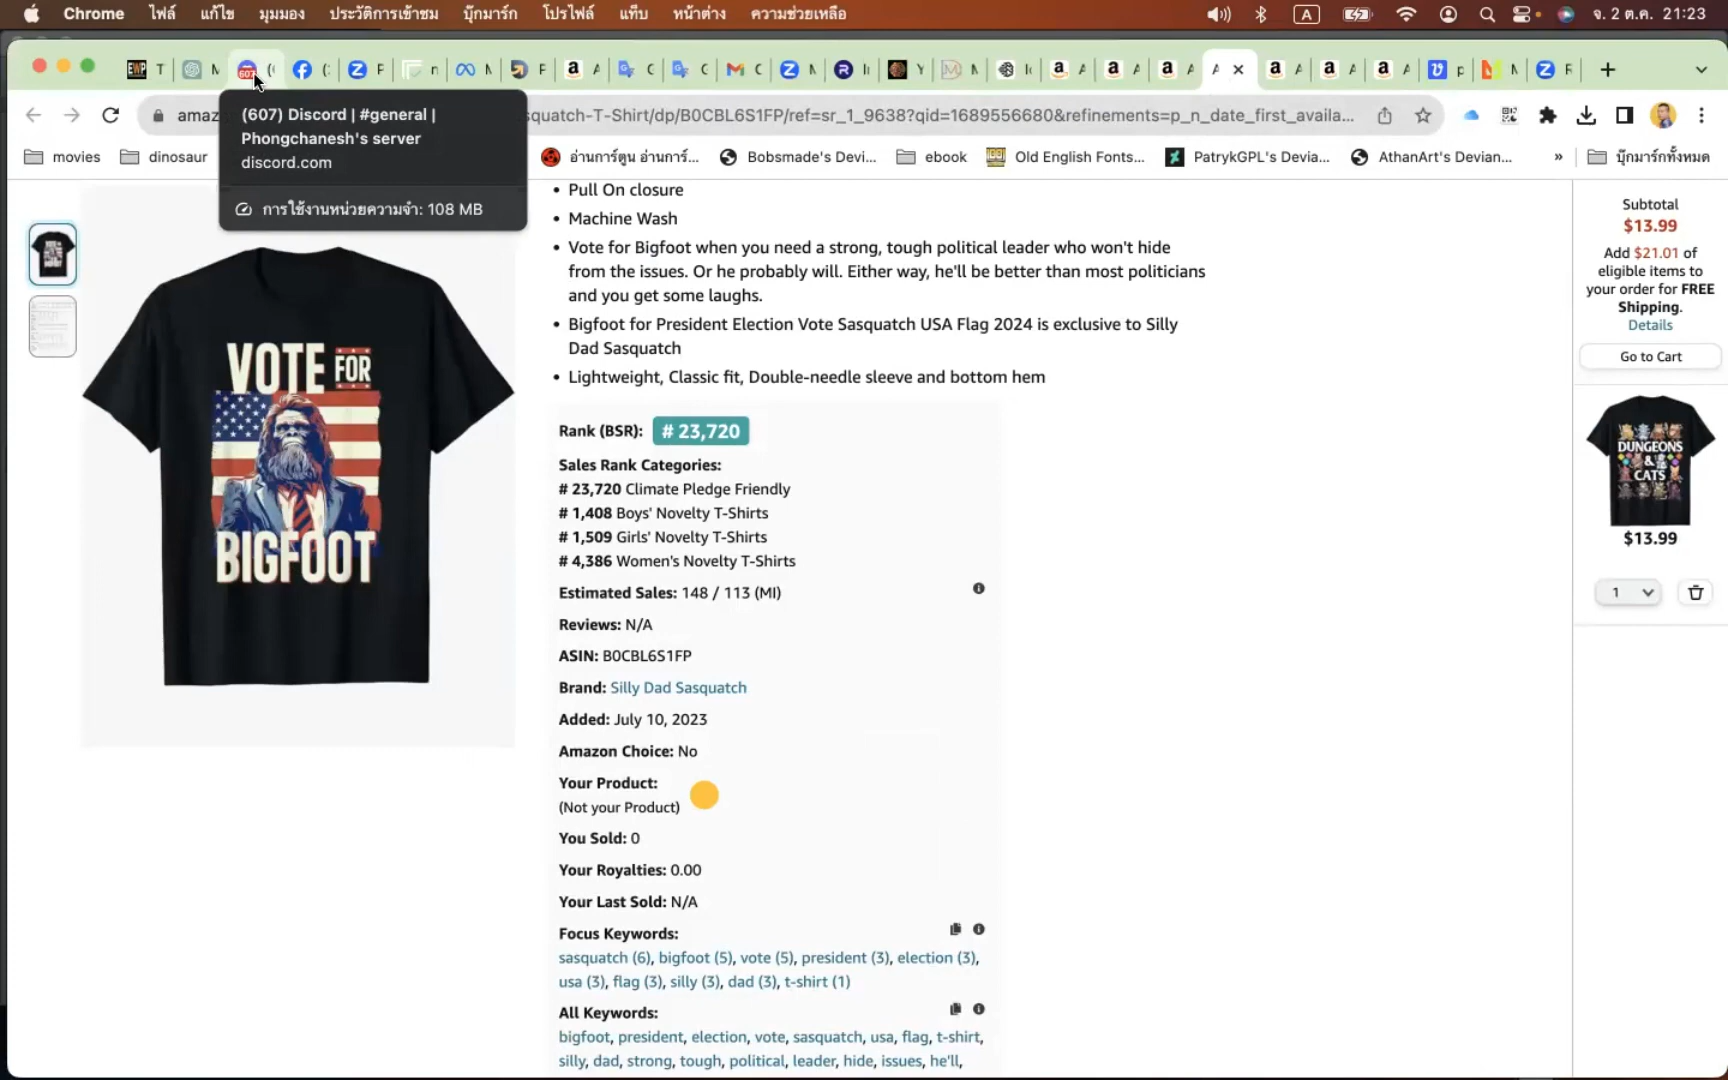 Chrome ไฟล์ แก้ไข มุมมอง ประวัติการเข้าชม บุ๊กมาร์ก โปรไฟล์ แท็บ หน้าต่าง ความช่วยเหลือ A จ. 2 ต.ค. 21:23
amaz squatch-T-Shirt/dp/B0CBL6S1FP/ref=sr_1_9638?qid=1689556680&refinements=p_n_date_first_availa...
(607) Discord | #general |
Phongchanesh's server
discord.com
การใช้งานหน่วยความจำ: 108 MB
movies dinosaur อ่านการ์ตูน อ่านการ์... Bobsmade's Devi... ebook Old English Fonts... PatrykGPL's Devia... AthanArt's Devian... » บุ๊กมาร์กทั้งหมด
• Pull On closure
• Machine Wash
• Vote for Bigfoot when you need a strong, tough political leader who won't hide
from the issues. Or he probably will. Either way, he'll be better than most politicians
and you get some laughs.
• Bigfoot for President Election Vote Sasquatch USA Flag 2024 is exclusive to Silly
Dad Sasquatch
• Lightweight, Classic fit, Double-needle sleeve and bottom hem
VOTE FOR
BIGFOOT
Rank (BSR): # 23,720
Sales Rank Categories:
# 23,720 Climate Pledge Friendly
# 1,408 Boys' Novelty T-Shirts
# 1,509 Girls' Novelty T-Shirts
# 4,386 Women's Novelty T-Shirts
Estimated Sales: 148 / 113 (MI)
Reviews: N/A
ASIN: B0CBL6S1FP
Brand: Silly Dad Sasquatch
Added: July 10, 2023
Amazon Choice: No
Your Product:
(Not your Product)
You Sold: 0
Your Royalties: 0.00
Your Last Sold: N/A
Focus Keywords:
sasquatch (6), bigfoot (5), vote (5), president (3), election (3),
usa (3), flag (3), silly (3), dad (3), t-shirt (1)
All Keywords:
bigfoot, president, election, vote, sasquatch, usa, flag, t-shirt,
silly, dad, strong, tough, political, leader, hide, issues, he'll,
Subtotal
$13.99
Add $21.01 of
eligible items to
your order for FREE
Shipping.
Details
Go to Cart
DUNGEONS
&
CATS
$13.99
1